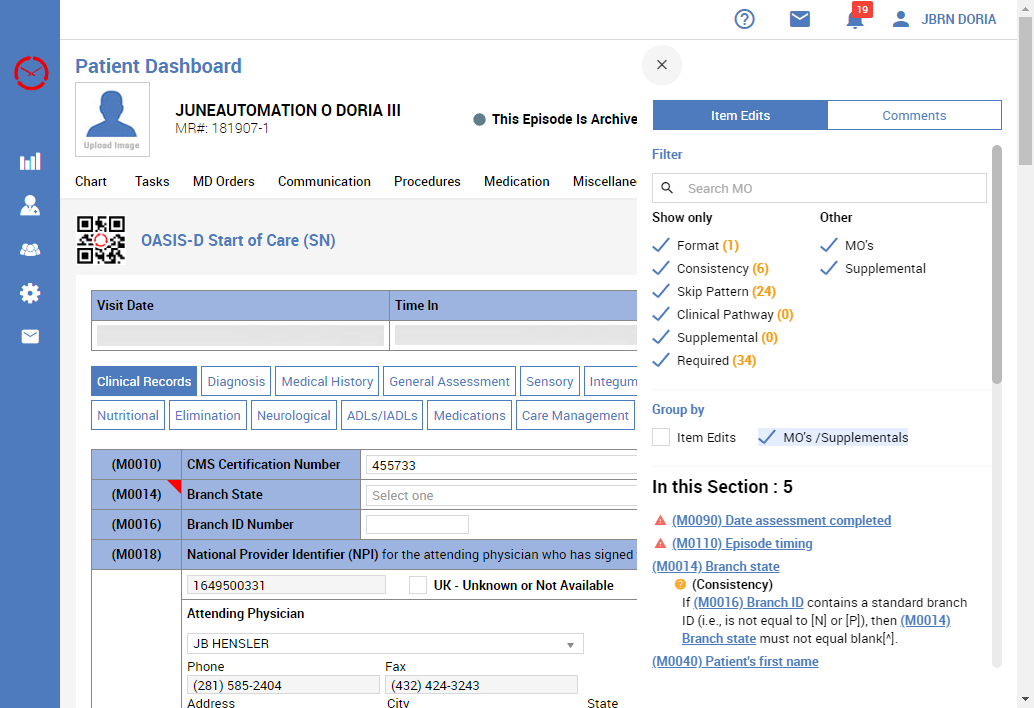 19
JBRN DORIA
Patient Dashboard
Upload Image
JUNEAUTOMATION O DORIA III
MR#: 181907-1
This Episode Is Archive
Chart Tasks MD Orders Communication Procedures Medication Miscellane
OASIS-D Start of Care (SN)
Visit Date Time In
Clinical Records Diagnosis Medical History General Assessment Sensory Integum
Nutritional Elimination Neurological ADLs/IADLs Medications Care Management
(M0010) CMS Certification Number 455733
(M0014) Branch State Select one
(M0016) Branch ID Number
(M0018) National Provider Identifier (NPI) for the attending physician who has signed
1649500331 UK - Unknown or Not Available
Attending Physician
JB HENSLER
Phone Fax
(281) 585-2404 (432) 424-3243
Address City State
Item Edits Comments
Filter
Search MO
Show only Other
Format (1) MO's
Consistency (6) Supplemental
Skip Pattern (24)
Clinical Pathway (0)
Supplemental (0)
Required (34)
Group by
Item Edits MO's /Supplementals
In this Section : 5
(M0090) Date assessment completed
(M0110) Episode timing
(M0014) Branch state
(Consistency)
If (M0016) Branch ID contains a standard branch
ID (i.e., is not equal to [N] or [P]), then (M0014)
Branch state must not equal blank[^].
(M0040) Patient's first name